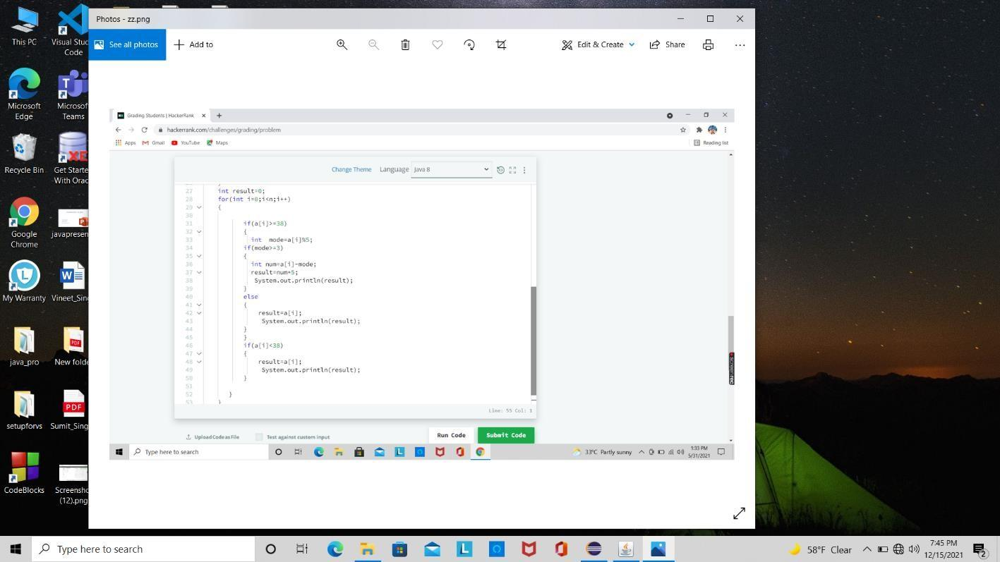 This PC
Visual Stud
Code
Microsoft
Edge
Microsof
Teams
Recycle Bin
Get Starte
With Orac
Google
Chrome
javapresen
My Warranty
Vineet_Sin
java_pro
New folde
setupforvs
Sumit_Sing
CodeBlocks
Screensho
(12).png
Photos - zz.png
See all photos
Add to
Edit & Create
Share
Grading Students | HackerRank
hackerrank.com/challenges/grading/problem
Apps Gmail YouTube Maps
Reading list
Change Theme Language Java 8
27 int result=0;
28 for(int i=0;i<n;i++)
29 {
30
31 if(a[i]>=38)
32 {
33 int mode=a[i]%5;
34 if(mode>=3)
35 {
36 int num=a[i]-mode;
37 result=num+5;
38 System.out.println(result);
39 }
40 else
41 {
42 result=a[i];
43 System.out.println(result);
44 }
45 }
46 if(a[i]<38)
47 {
48 result=a[i];
49 System.out.println(result);
50 }
51
52 }
53 }
Line: 55 Col: 1
Upload Code as File
Test against custom input
Run Code
Submit Code
Type here to search
33°C Partly sunny
1:33 PM
5/31/2021
screenrec
Type here to search
58°F Clear
7:45 PM
12/15/2021
2